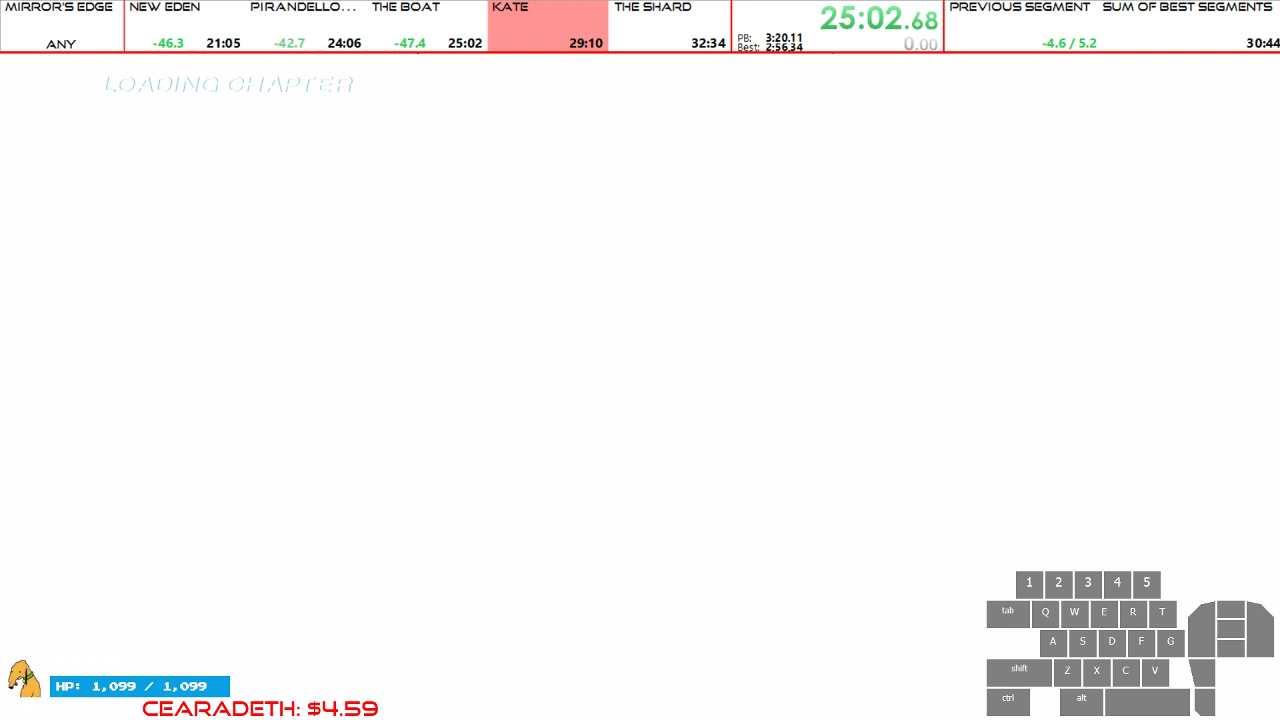 MIRROR'S EDGE
ANY
NEW EDEN
-46.3 21:05
PIRANDELLO...
-42.7 24:06
THE BOAT
-47.4 25:02
KATE
29:10
THE SHARD
32:34
25:02.68
PB: 3:20.11
Best: 2:56.34
0.00
PREVIOUS SEGMENT
-4.6 / 5.2
SUM OF BEST SEGMENTS
30:44
LOADING CHAPTER
1 2 3 4 5
tab Q W E R T
A S D F G
shift Z X C V
ctrl alt
HP: 1,099 / 1,099
CEARADETH: $4.59